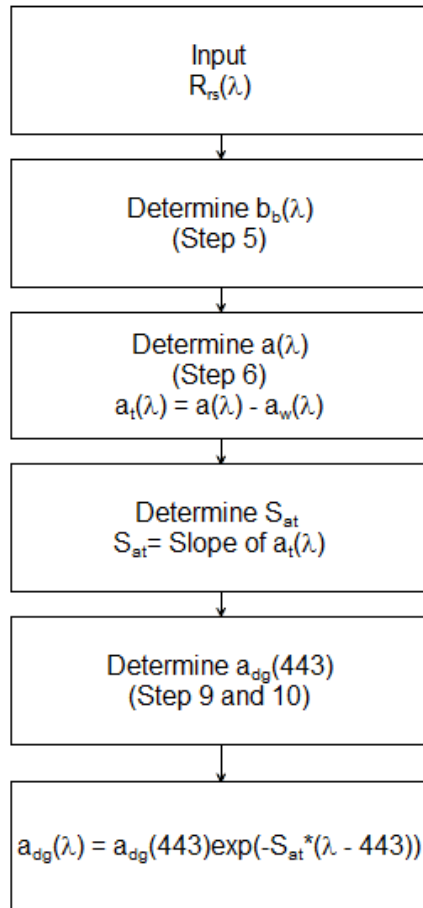 Input
Rrs(λ)
Determine bb(λ)
(Step 5)
Determine a(λ)
(Step 6)
at(λ) = a(λ) - aw(λ)
Determine Sat
Sat= Slope of at(λ)
Determine adg(443)
(Step 9 and 10)
adg(λ) = adg(443)exp(-Sat*(λ - 443))